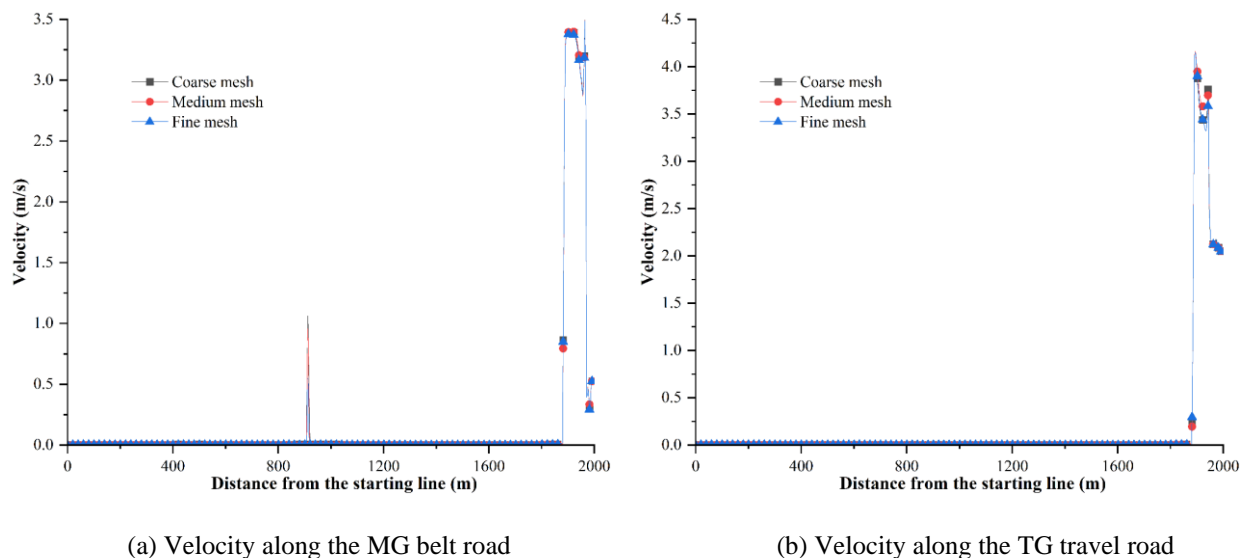 3.5
3.0
2.5
2.0
1.5
1.0
0.5
0.0
Velocity (m/s)
Coarse mesh
Medium mesh
Fine mesh
0 400 800 1200 1600 2000
Distance from the starting line (m)
(a) Velocity along the MG belt road
4.5
4.0
3.5
3.0
2.5
2.0
1.5
1.0
0.5
0.0
Velocity (m/s)
Coarse mesh
Medium mesh
Fine mesh
0 400 800 1200 1600 2000
Distance from the starting line (m)
(b) Velocity along the TG travel road